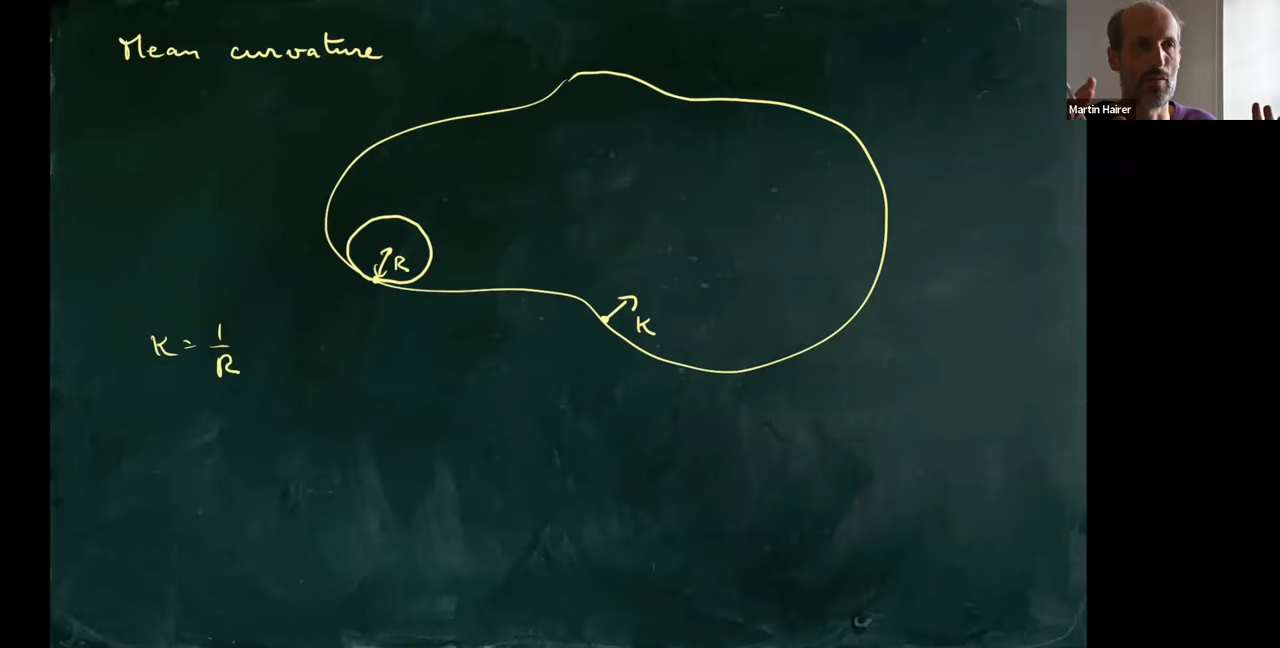 Mean curvature
Martin Hairer
R
K
K = 1/R